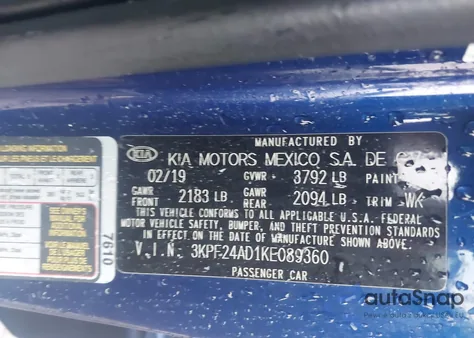 MANUFACTURED BY
KIA KIA MOTORS MEXICO S.A. DE
02/19 GVWR 3792 LB PAINT
GAWR FRONT 2183 LB GAWR REAR 2094 LB TRIM WK
THIS VEHICLE CONFORMS TO ALL APPLICABLE U.S.A. FEDERAL
MOTOR VEHICLE SAFETY, BUMPER, AND THEFT PREVENTION STANDARDS
IN EFFECT ON THE DATE OF MANUFACTURE SHOWN ABOVE.
V.I.N. 3KPF24AD1KE089360
PASSENGER CAR
7610
autoSnap